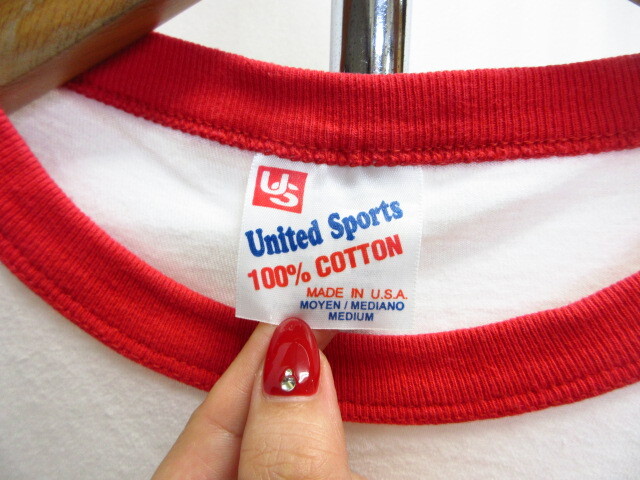 US
United Sports
100% COTTON
MADE IN U.S.A.
MOYEN / MEDIANO
MEDIUM